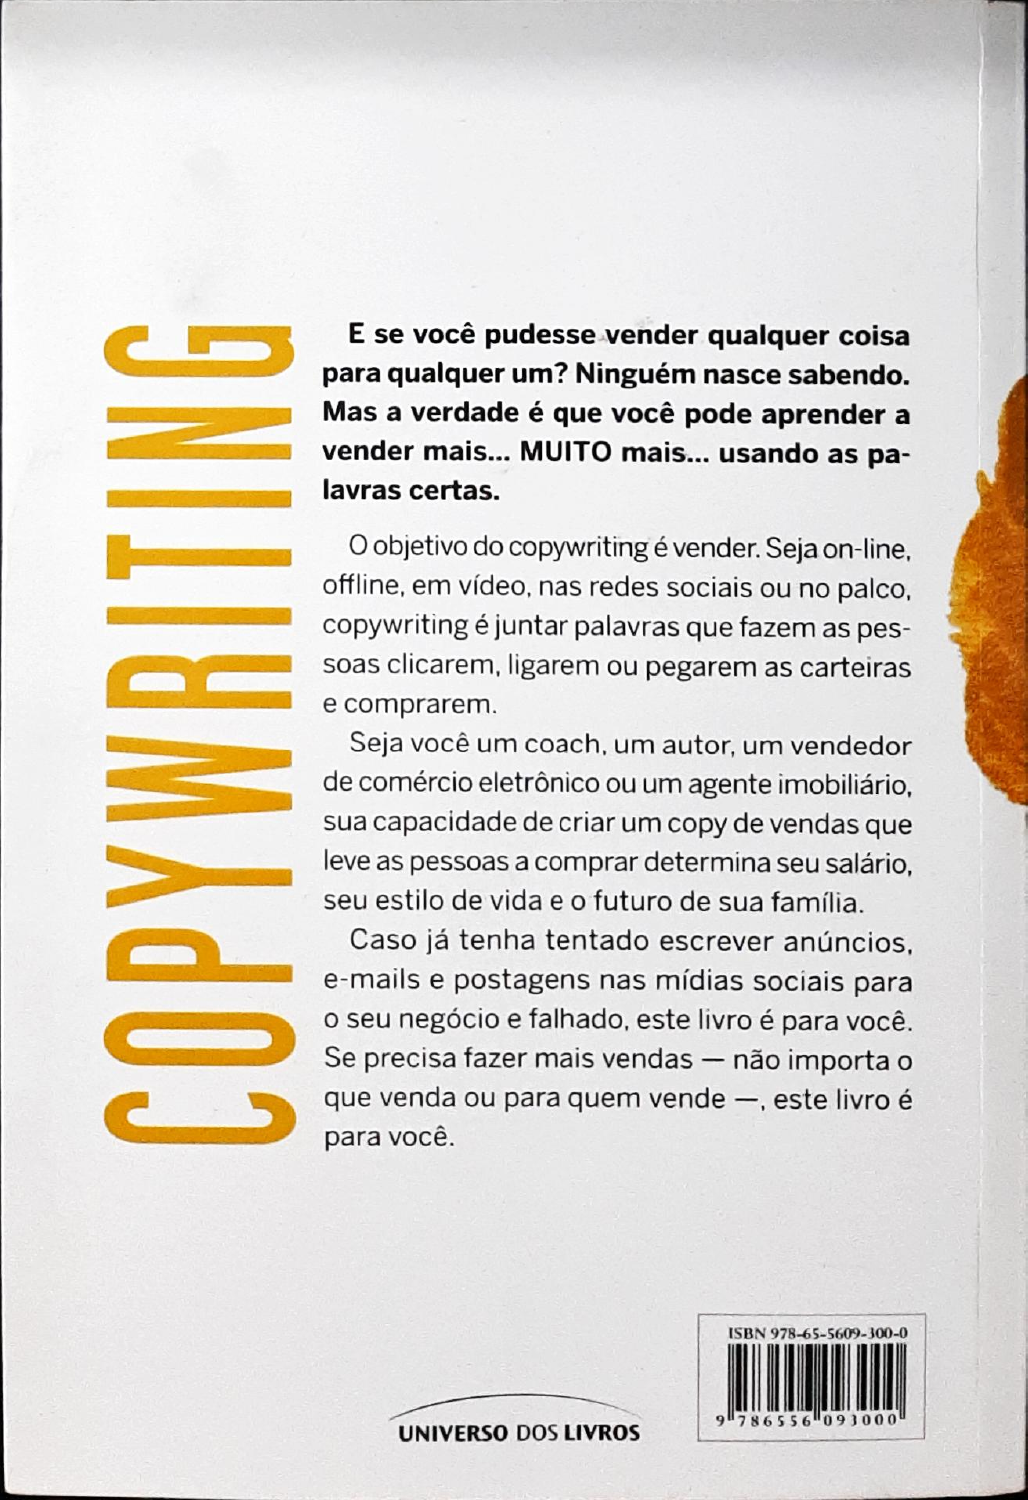 COPYWRITING
E se você pudesse vender qualquer coisa
para qualquer um? Ninguém nasce sabendo.
Mas a verdade é que você pode aprender a
vender mais... MUITO mais... usando as pa-
lavras certas.
O objetivo do copywriting é vender. Seja on-line,
offline, em vídeo, nas redes sociais ou no palco,
copywriting é juntar palavras que fazem as pes-
soas clicarem, ligarem ou pegarem as carteiras
e comprarem.
Seja você um coach, um autor, um vendedor
de comércio eletrônico ou um agente imobiliário,
sua capacidade de criar um copy de vendas que
leve as pessoas a comprar determina seu salário,
seu estilo de vida e o futuro de sua família.
Caso já tenha tentado escrever anúncios,
e-mails e postagens nas mídias sociais para
o seu negócio e falhado, este livro é para você.
Se precisa fazer mais vendas — não importa o
que venda ou para quem vende —, este livro é
para você.
ISBN 978-65-5609-300-0
9 786556 093000
UNIVERSO DOS LIVROS